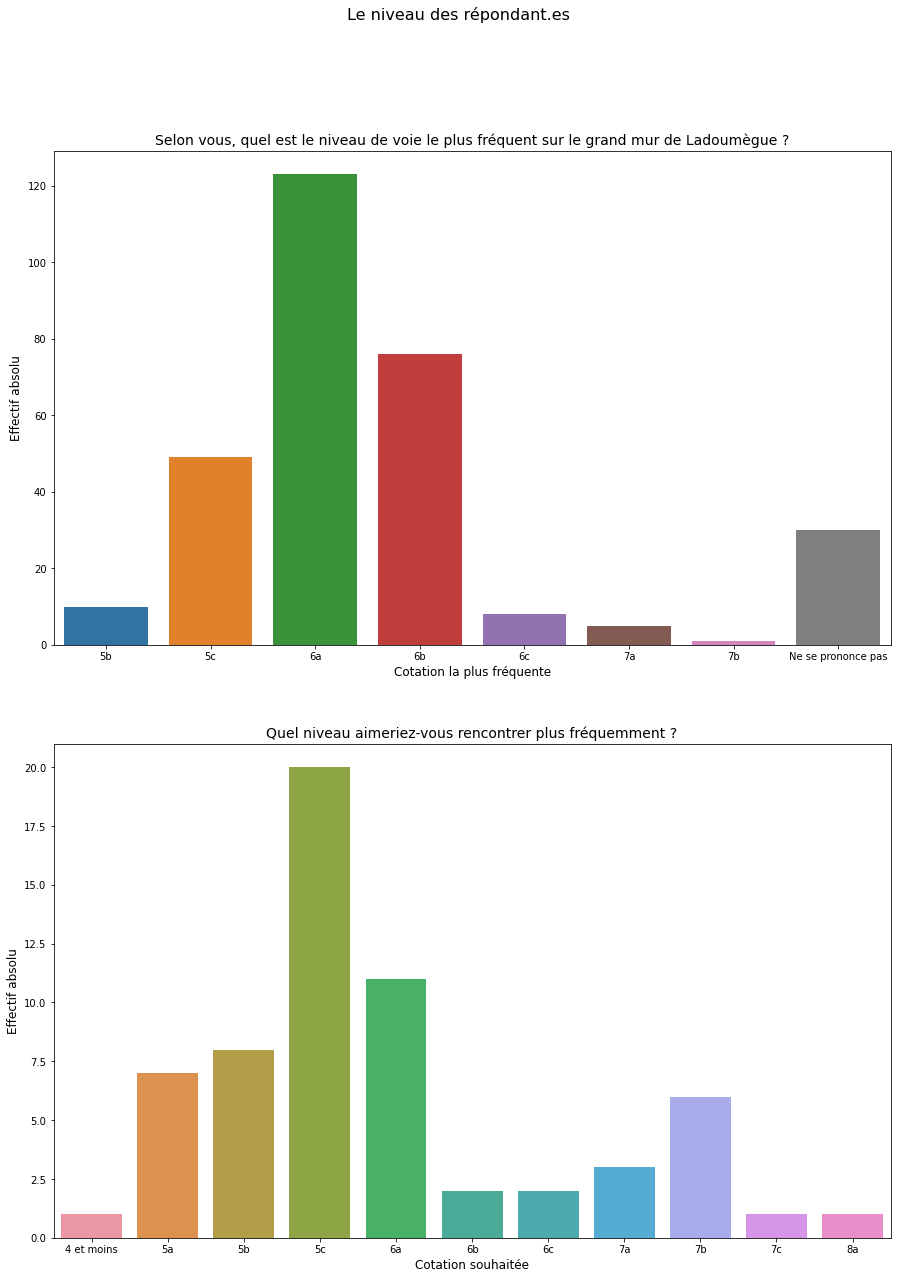 Le niveau des répondant.es
Selon vous, quel est le niveau de voie le plus fréquent sur le grand mur de Ladoumègue ?
Effectif absolu
120
100
80
60
40
20
0
5b 5c 6a 6b 6c 7a 7b Ne se prononce pas
Cotation la plus fréquente
Quel niveau aimeriez-vous rencontrer plus fréquemment ?
Effectif absolu
20.0
17.5
15.0
12.5
10.0
7.5
5.0
2.5
0.0
4 et moins 5a 5b 5c 6a 6b 6c 7a 7b 7c 8a
Cotation souhaitée